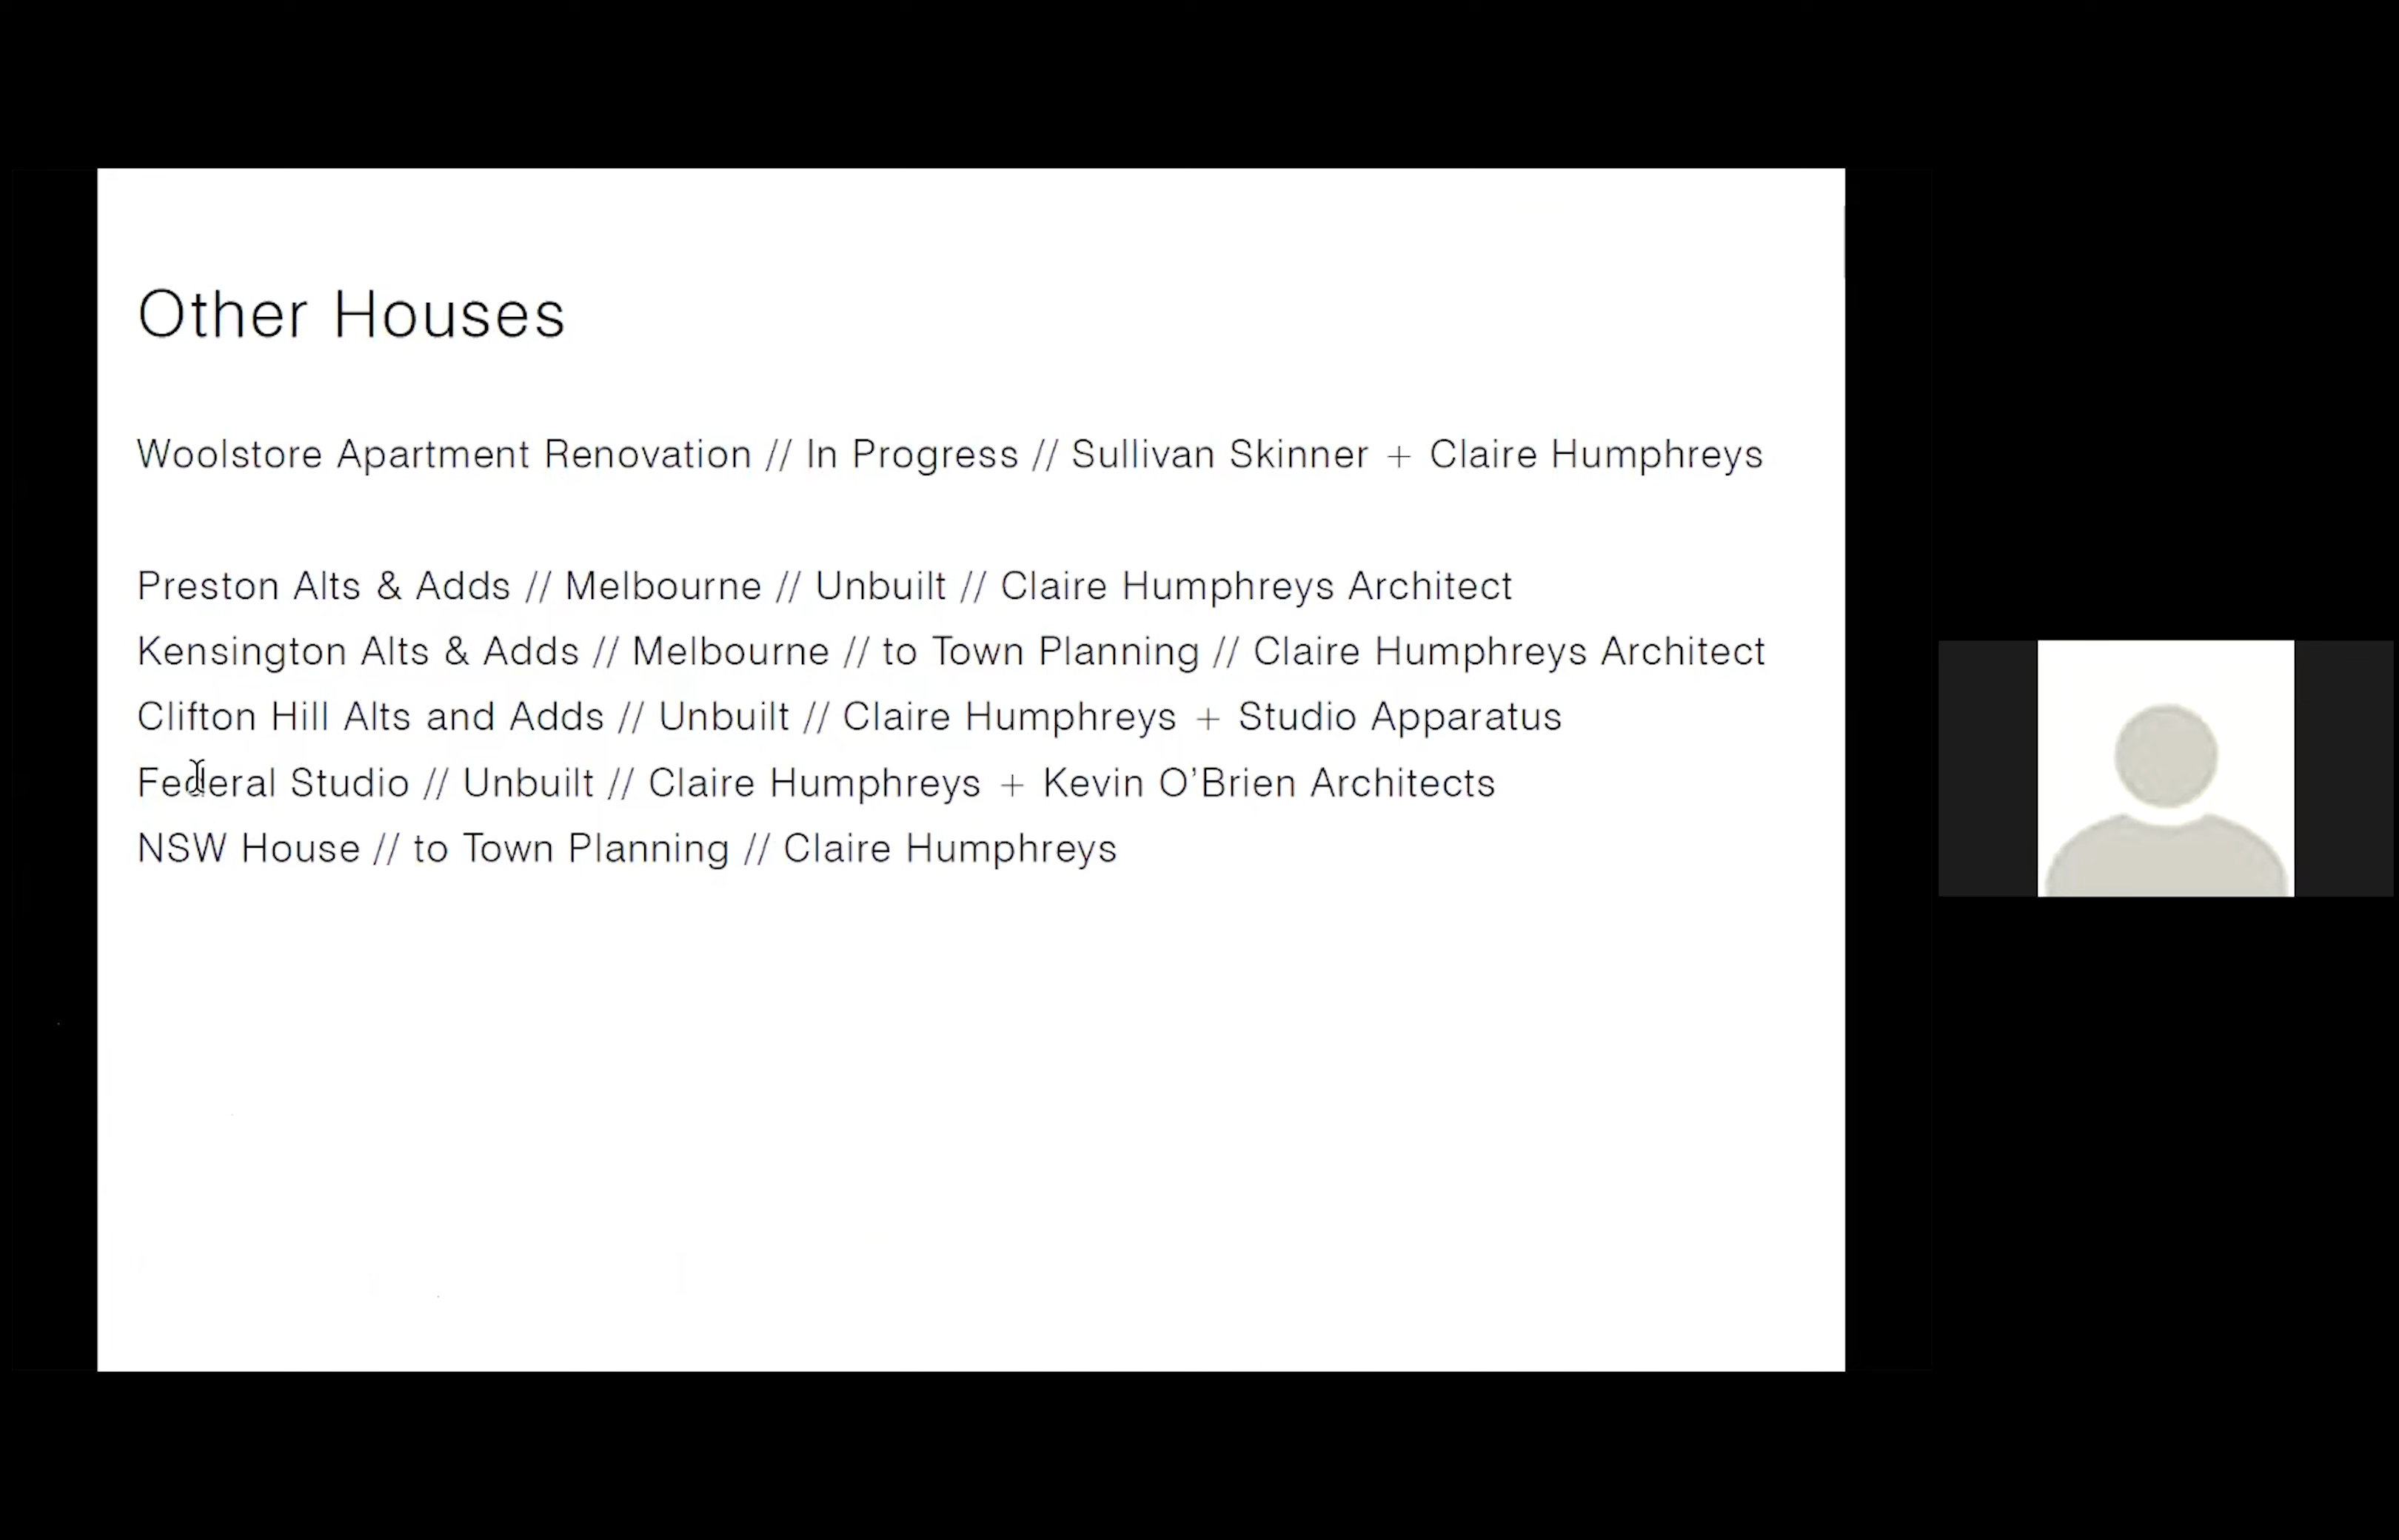 Other Houses
Woolstore Apartment Renovation // In Progress // Sullivan Skinner + Claire Humphreys
Preston Alts & Adds // Melbourne // Unbuilt // Claire Humphreys Architect
Kensington Alts & Adds // Melbourne // to Town Planning // Claire Humphreys Architect
Clifton Hill Alts and Adds // Unbuilt // Claire Humphreys + Studio Apparatus
Federal Studio // Unbuilt // Claire Humphreys + Kevin O’Brien Architects
NSW House // to Town Planning // Claire Humphreys